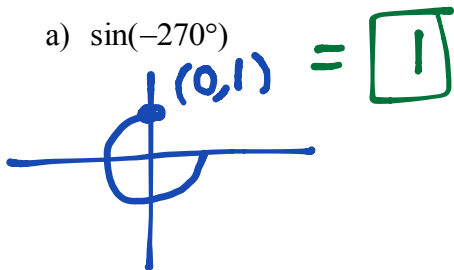 a) sin(−270°) = 1
(0,1)